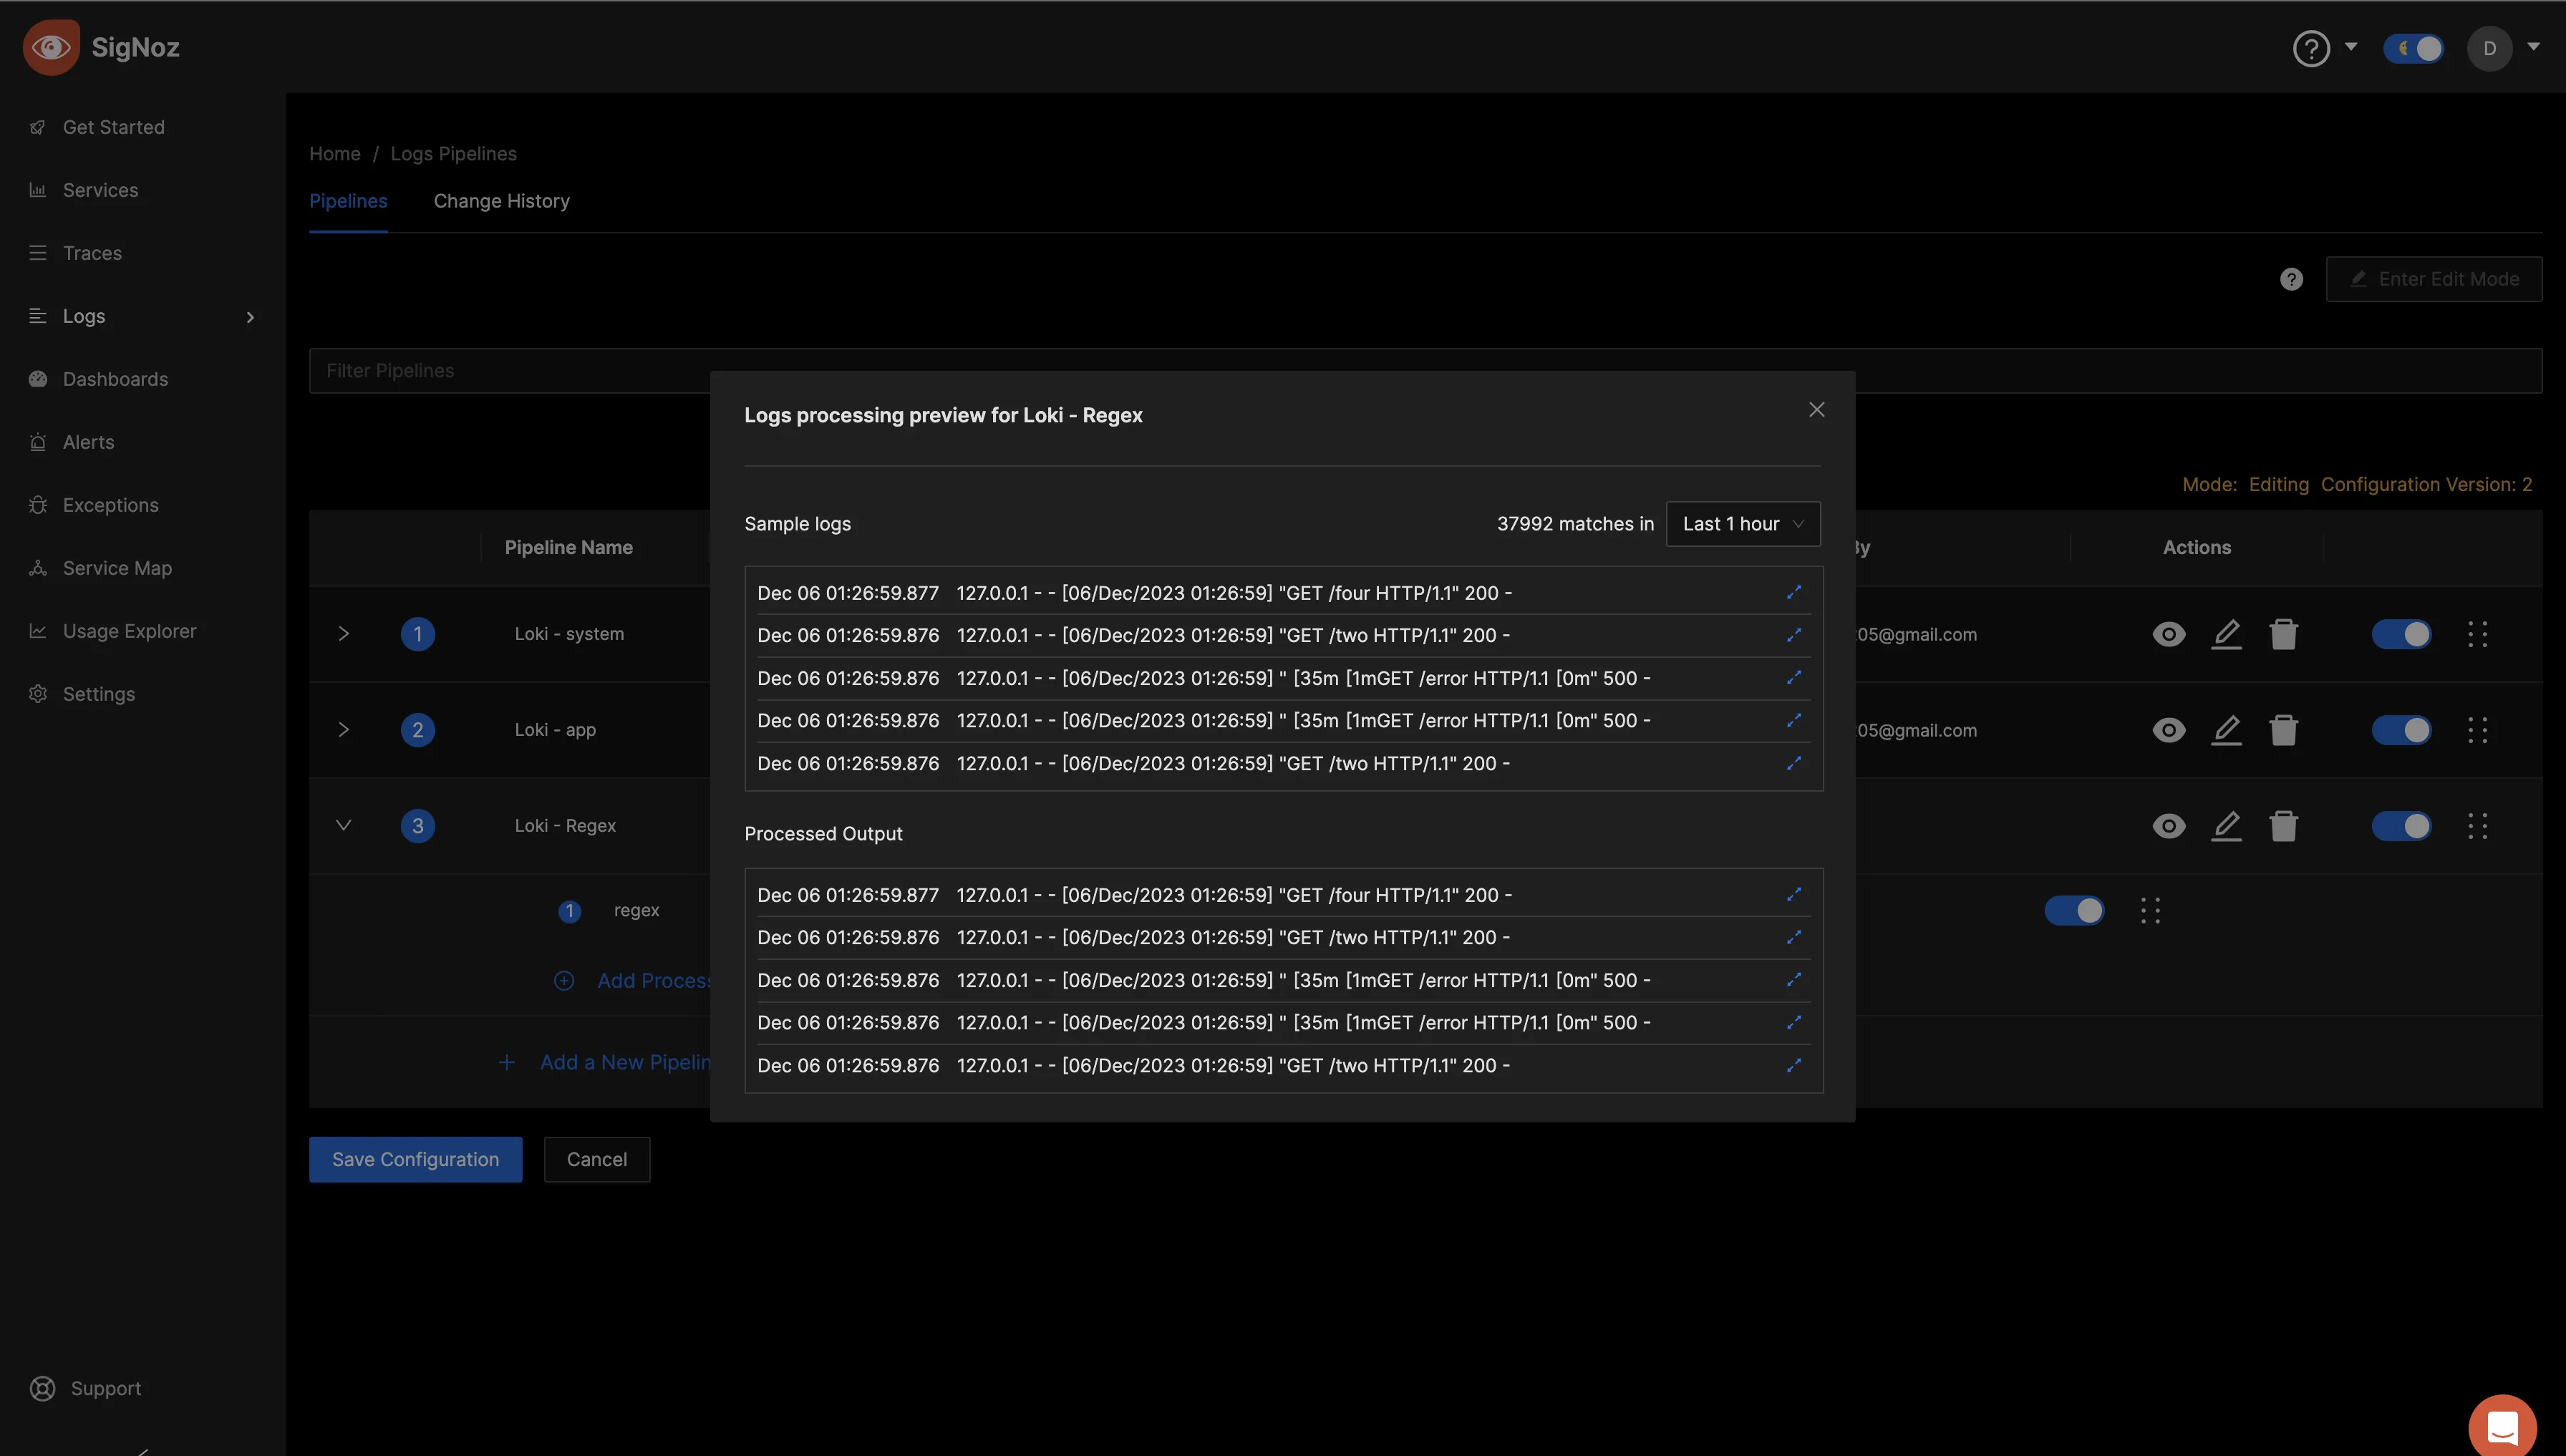 SigNoz
D
Get Started
Services
Traces
Logs
Dashboards
Alerts
Exceptions
Service Map
Usage Explorer
Settings
Support
Home / Logs Pipelines
Pipelines Change History
Enter Edit Mode
Filter Pipelines
Mode: Editing Configuration Version: 2
Pipeline Name By Actions
1 Loki - system :05@gmail.com
2 Loki - app :05@gmail.com
3 Loki - Regex
1 regex
Add Process
Add a New Pipelin
Save Configuration Cancel
Logs processing preview for Loki - Regex
Sample logs 37992 matches in Last 1 hour
Dec 06 01:26:59.877 127.0.0.1 - - [06/Dec/2023 01:26:59] "GET /four HTTP/1.1" 200 -
Dec 06 01:26:59.876 127.0.0.1 - - [06/Dec/2023 01:26:59] "GET /two HTTP/1.1" 200 -
Dec 06 01:26:59.876 127.0.0.1 - - [06/Dec/2023 01:26:59] " [35m [1mGET /error HTTP/1.1 [0m" 500 -
Dec 06 01:26:59.876 127.0.0.1 - - [06/Dec/2023 01:26:59] " [35m [1mGET /error HTTP/1.1 [0m" 500 -
Dec 06 01:26:59.876 127.0.0.1 - - [06/Dec/2023 01:26:59] "GET /two HTTP/1.1" 200 -
Processed Output
Dec 06 01:26:59.877 127.0.0.1 - - [06/Dec/2023 01:26:59] "GET /four HTTP/1.1" 200 -
Dec 06 01:26:59.876 127.0.0.1 - - [06/Dec/2023 01:26:59] "GET /two HTTP/1.1" 200 -
Dec 06 01:26:59.876 127.0.0.1 - - [06/Dec/2023 01:26:59] " [35m [1mGET /error HTTP/1.1 [0m" 500 -
Dec 06 01:26:59.876 127.0.0.1 - - [06/Dec/2023 01:26:59] " [35m [1mGET /error HTTP/1.1 [0m" 500 -
Dec 06 01:26:59.876 127.0.0.1 - - [06/Dec/2023 01:26:59] "GET /two HTTP/1.1" 200 -